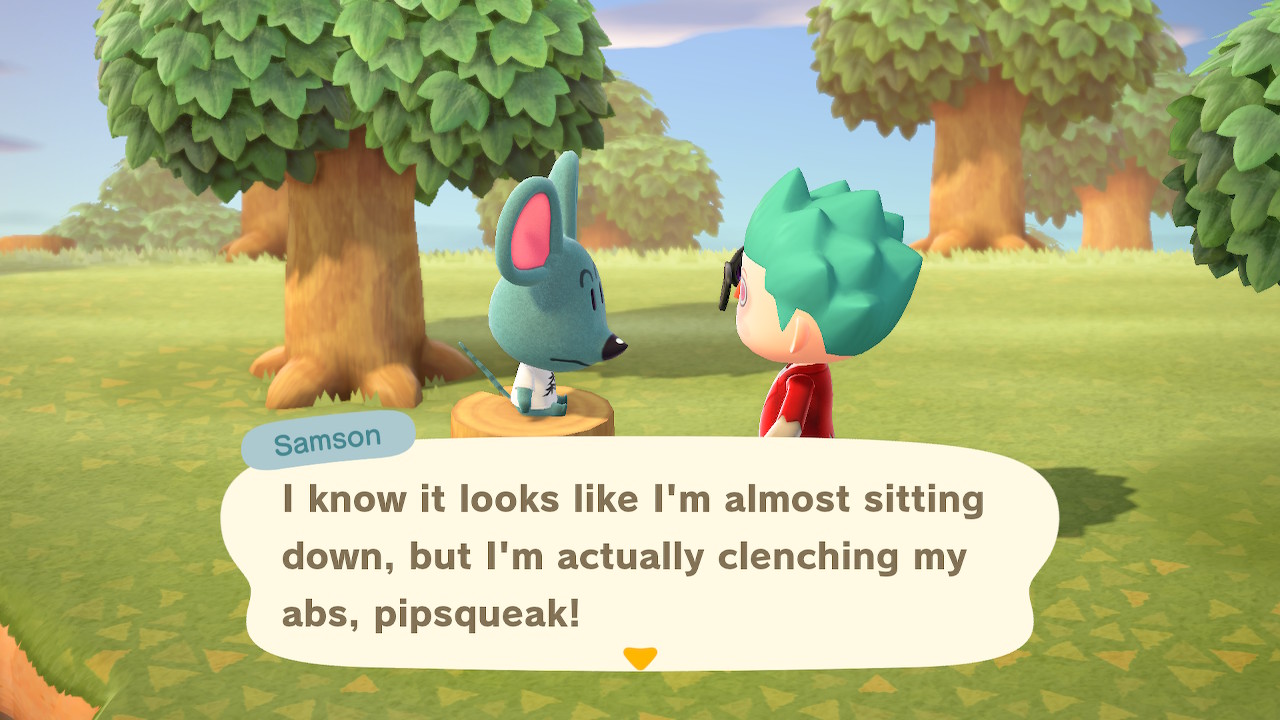 Samson
I know it looks like I'm almost sitting
down, but I'm actually clenching my
abs, pipsqueak!